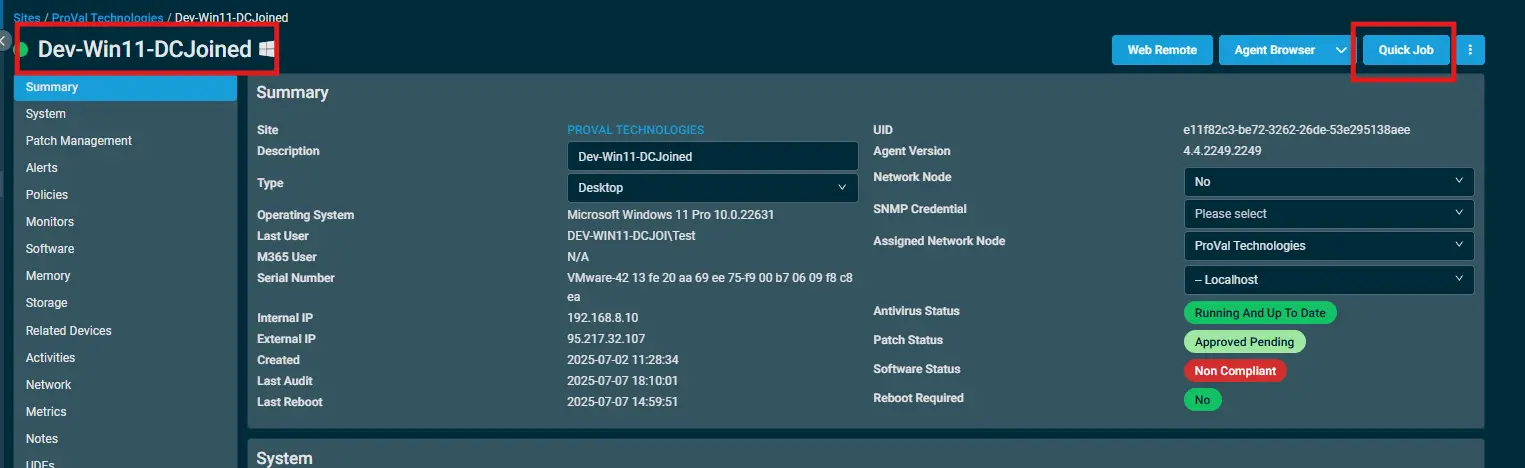 Sites / ProVal Technologies / Dev-Win11-DCJoined
Dev-Win11-DCJoined
Web Remote
Agent Browser
Quick Job
Summary
System
Patch Management
Alerts
Policies
Monitors
Software
Memory
Storage
Related Devices
Activities
Network
Metrics
Notes
UDFs
Summary
Site PROVAL TECHNOLOGIES
Description Dev-Win11-DCJoined
Type Desktop
Operating System Microsoft Windows 11 Pro 10.0.22631
Last User DEV-WIN11-DCJOI\Test
M365 User N/A
Serial Number VMware-42 13 fe 20 aa 69 ee 75-f9 00 b7 06 09 f8 c8
ea
Internal IP 192.168.8.10
External IP 95.217.32.107
Created 2025-07-02 11:28:34
Last Audit 2025-07-07 18:10:01
Last Reboot 2025-07-07 14:59:51
UID e11f82c3-be72-3262-26de-53e295138aee
Agent Version 4.4.2249.2249
Network Node No
SNMP Credential Please select
Assigned Network Node ProVal Technologies
-- Localhost
Antivirus Status Running And Up To Date
Patch Status Approved Pending
Software Status Non Compliant
Reboot Required No
System